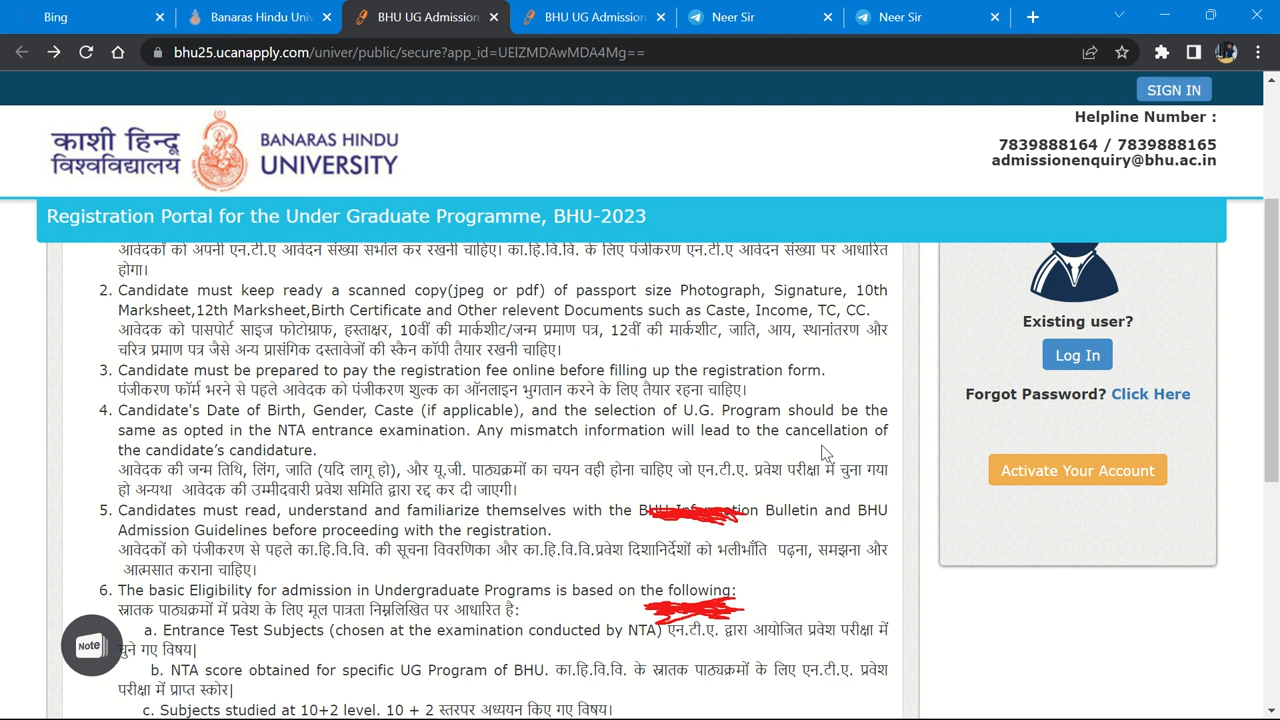 Bing
Banaras Hindu Univ
BHU UG Admission
BHU UG Admission
Neer Sir
Neer Sir
bhu25.ucanapply.com/univer/public/secure?app_id=UElZMDAwMDA4Mg==
SIGN IN
काशी हिन्दू
विश्वविद्यालय
BANARAS HINDU
UNIVERSITY
Helpline Number :
7839888164 / 7839888165
admissionenquiry@bhu.ac.in
Registration Portal for the Under Graduate Programme, BHU-2023
आवेदकों को अपनी एन.टी.ए आवेदन संख्या संभाल कर रखनी चाहिए। का.हि.वि.वि. के लिए पंजीकरण एन.टी.ए आवेदन संख्या पर आधारित
होगा।
2. Candidate must keep ready a scanned copy(jpeg or pdf) of passport size Photograph, Signature, 10th
Marksheet,12th Marksheet,Birth Certificate and Other relevent Documents such as Caste, Income, TC, CC.
आवेदक को पासपोर्ट साइज फोटोग्राफ, हस्ताक्षर, 10वीं की मार्कशीट/जन्म प्रमाण पत्र, 12वीं की मार्कशीट, जाति, आय, स्थानांतरण और
चरित्र प्रमाण पत्र जैसे अन्य प्रासंगिक दस्तावेजों की स्कैन कॉपी तैयार रखनी चाहिए।
3. Candidate must be prepared to pay the registration fee online before filling up the registration form.
पंजीकरण फॉर्म भरने से पहले आवेदक को पंजीकरण शुल्क का ऑनलाइन भुगतान करने के लिए तैयार रहना चाहिए।
4. Candidate's Date of Birth, Gender, Caste (if applicable), and the selection of U.G. Program should be the
same as opted in the NTA entrance examination. Any mismatch information will lead to the cancellation of
the candidate’s candidature.
आवेदक की जन्म तिथि, लिंग, जाति (यदि लागू हो), और यू.जी. पाठ्यक्रमों का चयन वही होना चाहिए जो एन.टी.ए. प्रवेश परीक्षा में चुना गया
हो अन्यथा आवेदक की उम्मीदवारी प्रवेश समिति द्वारा रद्द कर दी जाएगी।
5. Candidates must read, understand and familiarize themselves with the BHU Information Bulletin and BHU
Admission Guidelines before proceeding with the registration.
आवेदकों को पंजीकरण से पहले का.हि.वि.वि. की सूचना विवरणिका और का.हि.वि.वि.प्रवेश दिशानिर्देशों को भलीभाँति पढ़ना, समझना और
आत्मसात कराना चाहिए।
6. The basic Eligibility for admission in Undergraduate Programs is based on the following:
स्नातक पाठ्यक्रमों में प्रवेश के लिए मूल पात्रता निम्नलिखित पर आधारित है:
a. Entrance Test Subjects (chosen at the examination conducted by NTA) एन.टी.ए. द्वारा आयोजित प्रवेश परीक्षा में
चुने गए विषय|
b. NTA score obtained for specific UG Program of BHU. का.हि.वि.वि. के स्नातक पाठ्यक्रमों के लिए एन.टी.ए. प्रवेश
परीक्षा में प्राप्त स्कोर|
c. Subjects studied at 10+2 level. 10 + 2 स्तरपर अध्ययन किए गए विषय।
Existing user?
Log In
Forgot Password? Click Here
Activate Your Account
Note